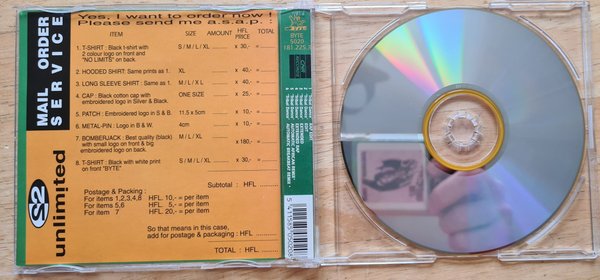 MAIL ORDER
SERVICE
2 unlimited
Yes, I want to order now !
Please send me a.s.a.p. :
ITEM SIZE AMOUNT HFL PRICE TOTAL
1. T-SHIRT : Black t-shirt with S / M / L / XL x 30,- =
2 colour logo on front and
"NO LIMITS" on back.
2. HOODED SHIRT: Same prints as 1. XL x 40,- =
3. LONG SLEEVE SHIRT : Same as 1. M / L / X x 40,- =
4. CAP : Black cotton cap with ONE SIZE x 25,- =
embroidered logo in Silver & Black.
5. PATCH : Embroidered logo in S & B. 11.5 x 5cm x 10,- =
6. METAL-PIN : Logo in B & W. 4cm x 10,- =
7. BOMBERJACK : Best quality (black) M / L / XL
with small logo on front & big x 180,- =
embroidered logo on back.
8. T-SHIRT : Black with white print S / M / L / XL x 30,- =
on front "BYTE"
Subtotal : HFL
Postage & Packing :
For items 1,2,3,4,8 HFL. 10,- = per item
For items 5,6 HFL. 5,- = per item
For item 7 HFL. 20,- = per item
So that means in this case,
add for postage & packaging : HFL
TOTAL : HFL
BYTE
181.225.3